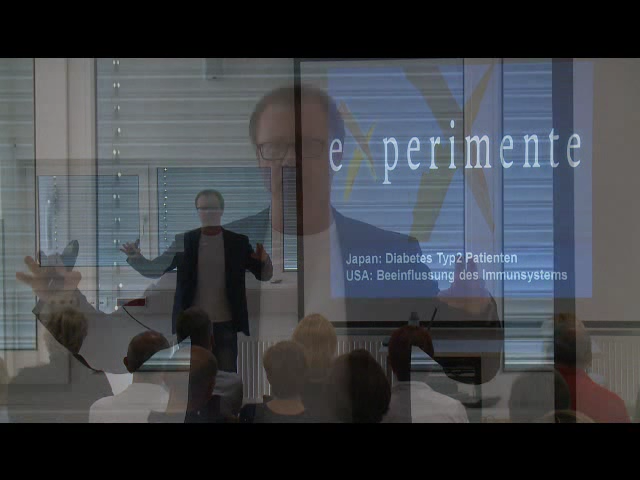 eXperimente
Japan: Diabetes Typ2 Patienten
USA: Beeinflussung des Immunsystems